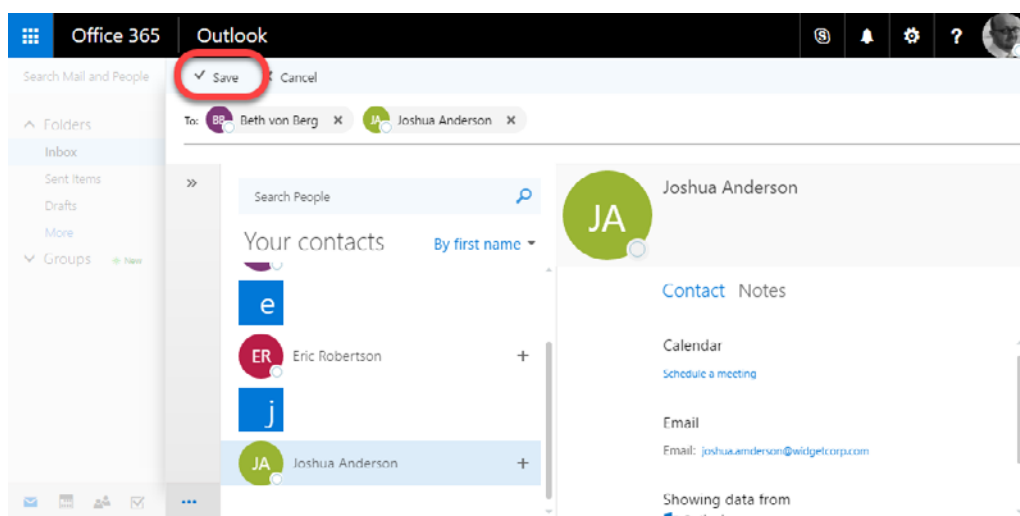 Office 365 Outlook ?
Search Mail and People
Save Cancel
To: BB Beth von Berg × JA Joshua Anderson ×
Folders
Inbox
Sent Items
Drafts
More
Groups New
Search People
Your contacts By first name
e
ER Eric Robertson +
j
JA Joshua Anderson +
JA Joshua Anderson
Contact Notes
Calendar
Schedule a meeting
Email
Email: joshua.amderson@widgetcorp.com
Showing data from